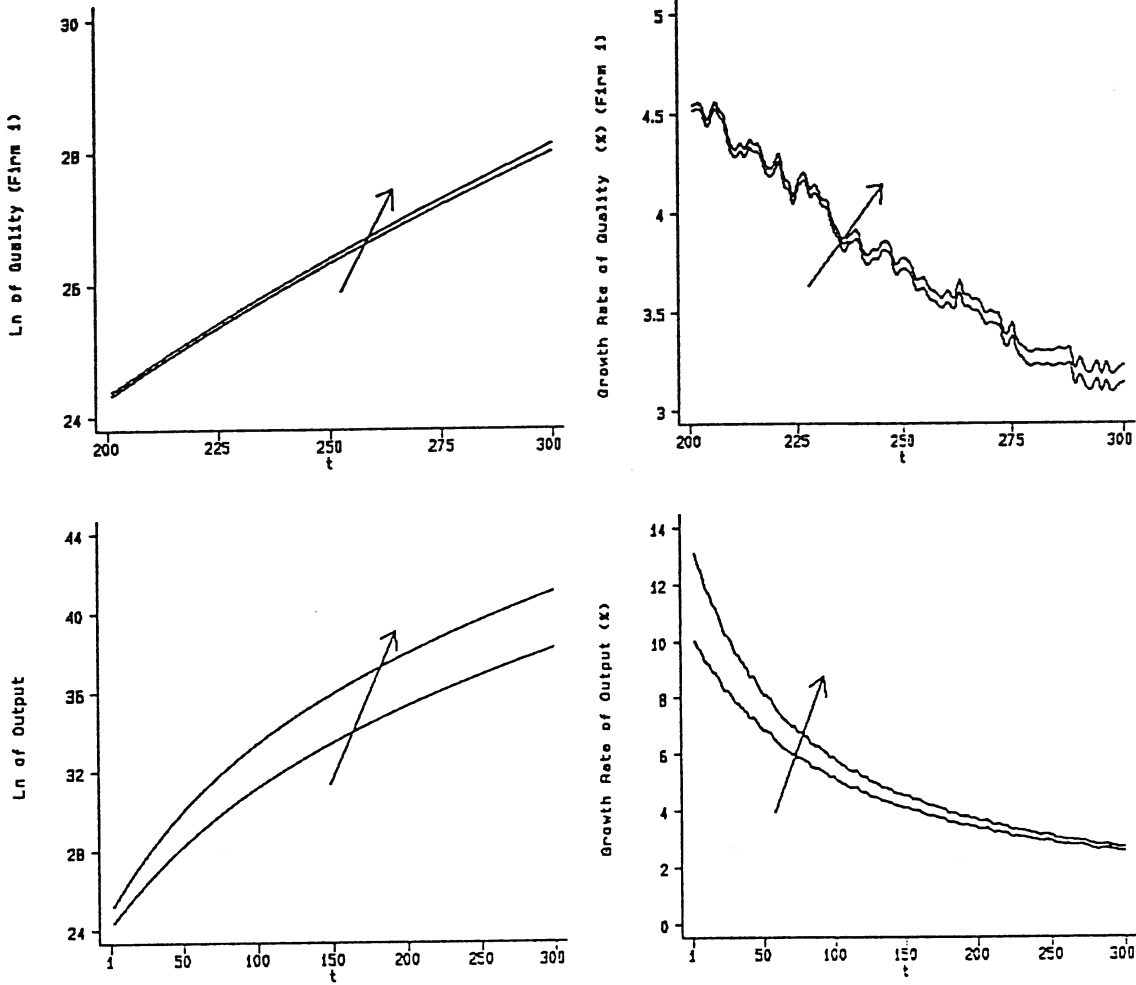 Ln of Quality (Firm i)
30
28
26
24
200 225 250 275 300
t
Growth Rate of Quality (%) (Firm i)
5
4.5
4
3.5
3
200 225 250 275 300
t
Ln of Output
44
40
36
32
28
24
1 50 100 150 200 250 300
t
Growth Rate of Output (%)
14
12
10
8
6
4
2
0
1 50 100 150 200 250 300
t